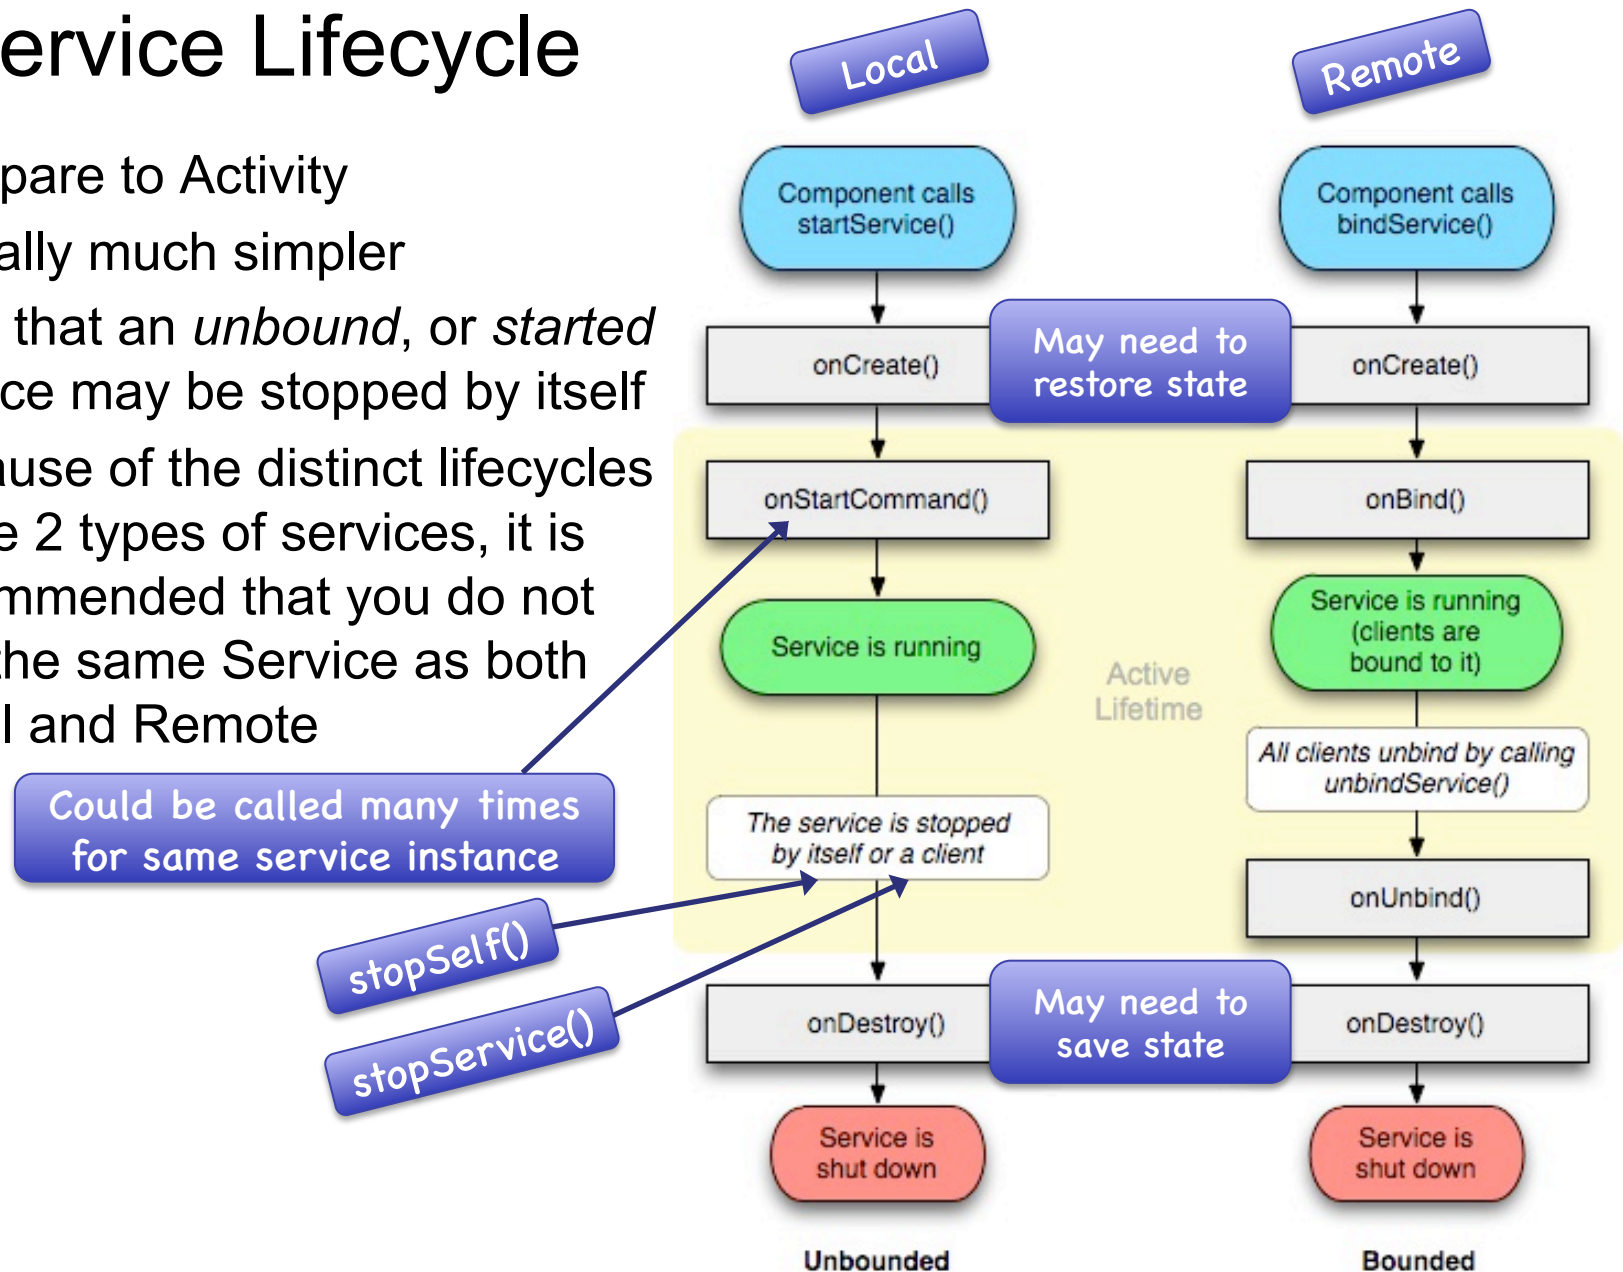 ervice Lifecycle
pare to Activity
ally much simpler
that an unbound, or started
ce may be stopped by itself
ause of the distinct lifecycles
e 2 types of services, it is
mmended that you do not
the same Service as both
l and Remote
Could be called many times
for same service instance
stopSelf()
stopService()
Local
Component calls
startService()
onCreate()
onStartCommand()
Service is running
The service is stopped
by itself or a client
onDestroy()
Service is
shut down
Unbounded
May need to
restore state
Active
Lifetime
May need to
save state
Remote
Component calls
bindService()
onCreate()
onBind()
Service is running
(clients are
bound to it)
All clients unbind by calling
unbindService()
onUnbind()
onDestroy()
Service is
shut down
Bounded